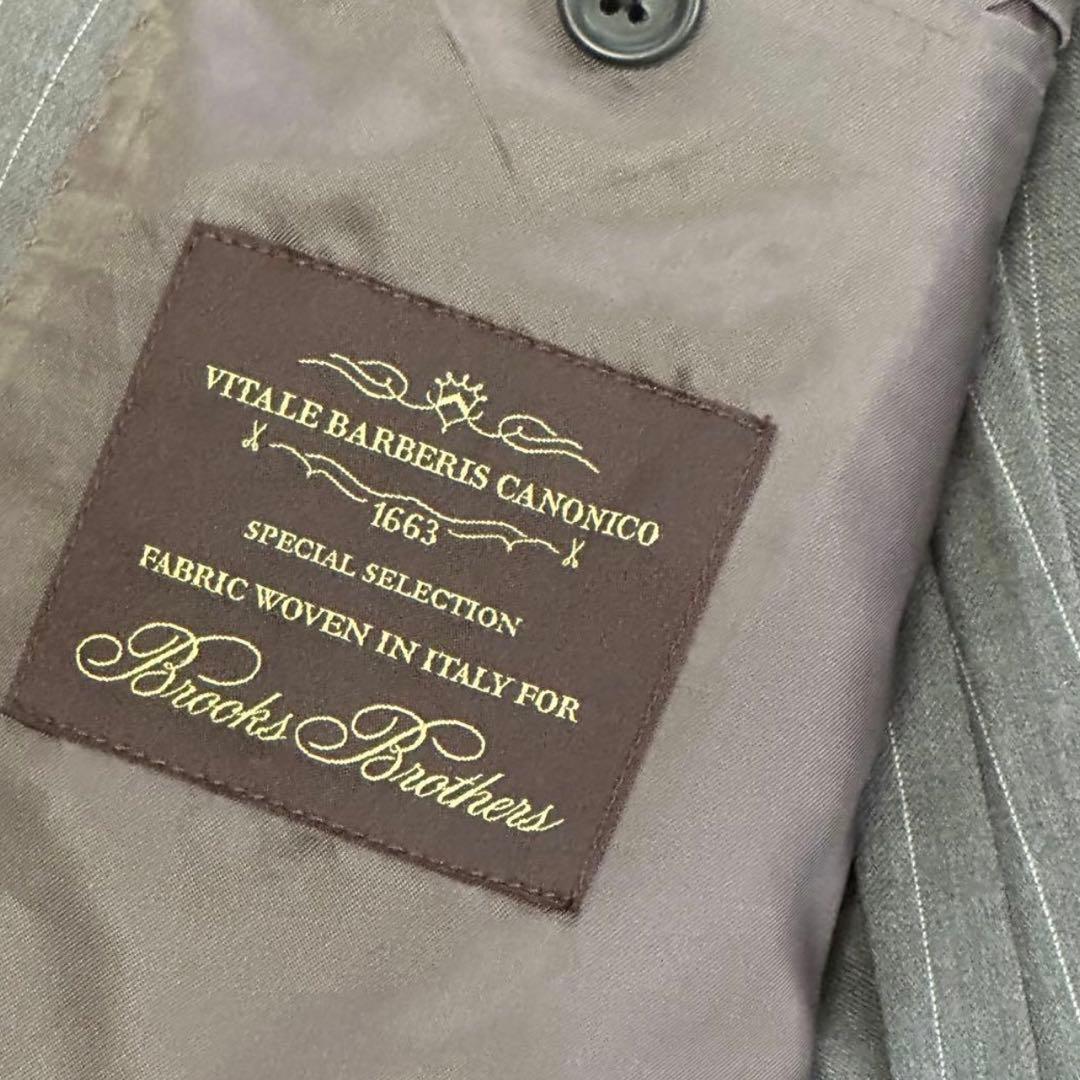 VITALE BARBERIS CANONICO
1663
SPECIAL SELECTION
FABRIC WOVEN IN ITALY FOR
Brooks Brothers